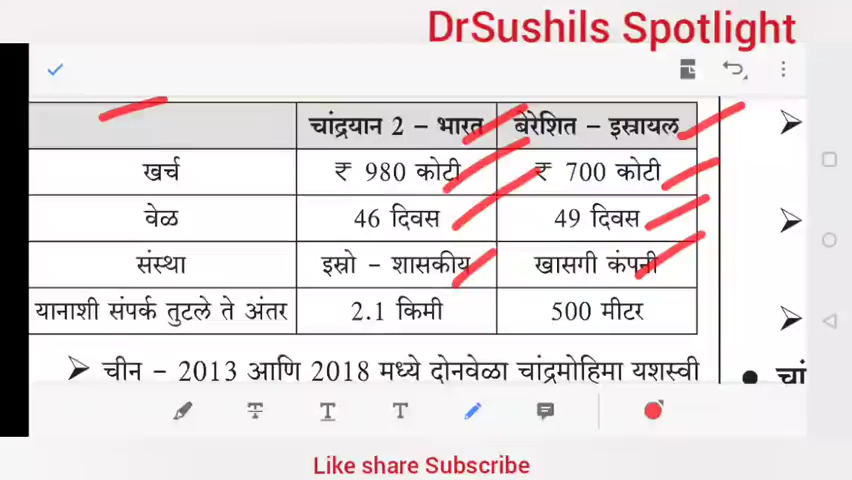 DrSushils Spotlight
चांद्रयान 2 – भारत बेरेशित – इस्रायल
खर्च ₹ 980 कोटी ₹ 700 कोटी
वेळ 46 दिवस 49 दिवस
संस्था इस्रो – शासकीय खासगी कंपनी
यानाशी संपर्क तुटले ते अंतर 2.1 किमी 500 मीटर
➤ चीन – 2013 आणि 2018 मध्ये दोनवेळा चांद्रमोहिमा यशस्वी
● चां
Like share Subscribe